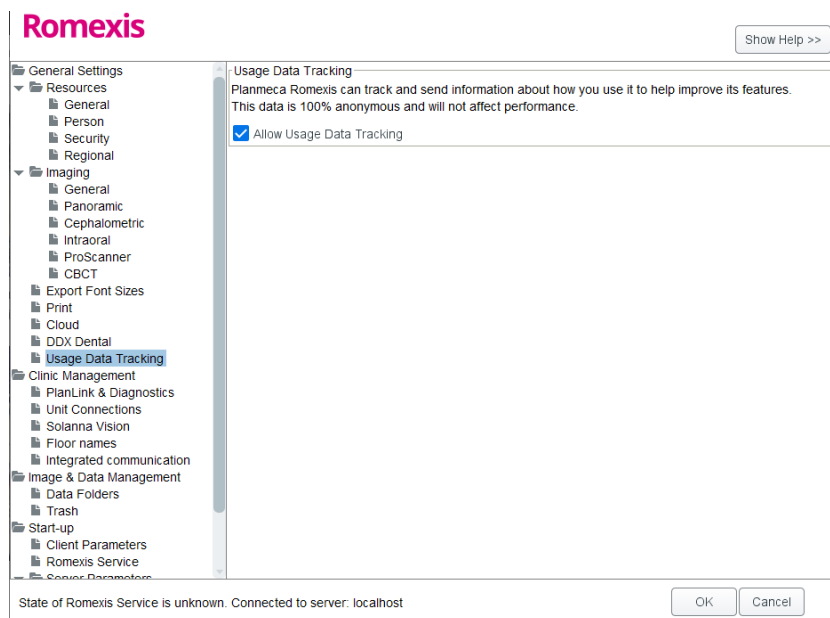 Romexis
Show Help >>
General Settings
Resources
General
Person
Security
Regional
Imaging
General
Panoramic
Cephalometric
Intraoral
ProScanner
CBCT
Export Font Sizes
Print
Cloud
DDX Dental
Usage Data Tracking
Clinic Management
PlanLink & Diagnostics
Unit Connections
Solanna Vision
Floor names
Integrated communication
Image & Data Management
Data Folders
Trash
Start-up
Client Parameters
Romexis Service
Server Parameters
Usage Data Tracking
Planmeca Romexis can track and send information about how you use it to help improve its features.
This data is 100% anonymous and will not affect performance.
Allow Usage Data Tracking
State of Romexis Service is unknown. Connected to server: localhost
OK
Cancel